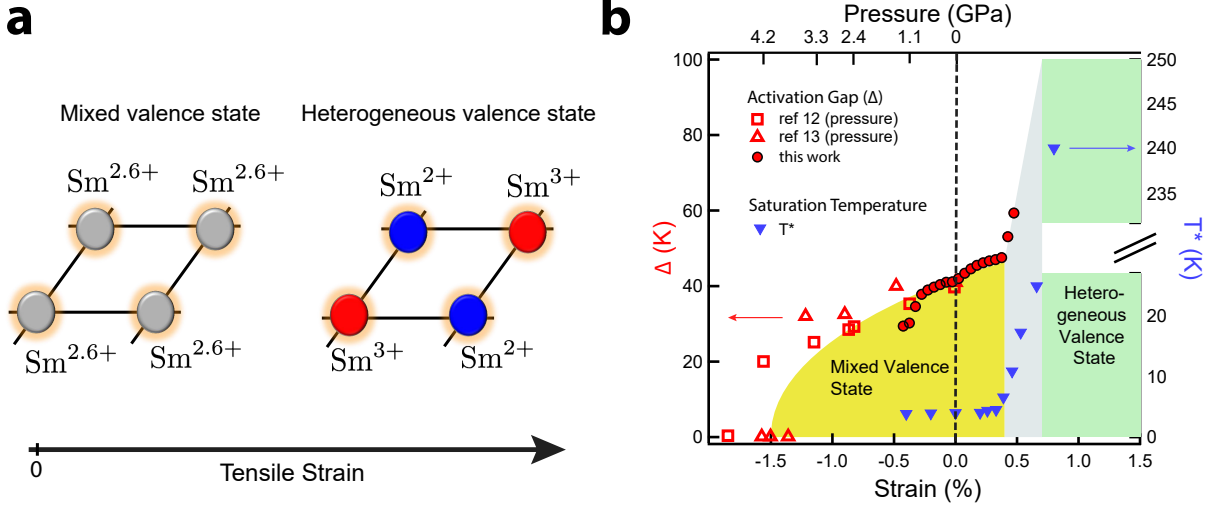 a
Mixed valence state
Heterogeneous valence state
Sm2.6+
Sm2.6+
Sm2+
Sm3+
Sm2.6+
Sm2.6+
Sm3+
Sm2+
0
Tensile Strain
b
Pressure (GPa)
4.2
3.3
2.4
1.1
0
100
80
60
40
20
0
Δ (K)
Activation Gap (Δ)
ref 12 (pressure)
ref 13 (pressure)
this work
Saturation Temperature
T*
Mixed Valence
State
Hetero-
geneous
Valence
State
250
245
240
235
20
10
0
T* (K)
-1.5
-1.0
-0.5
0.0
0.5
1.0
1.5
Strain (%)